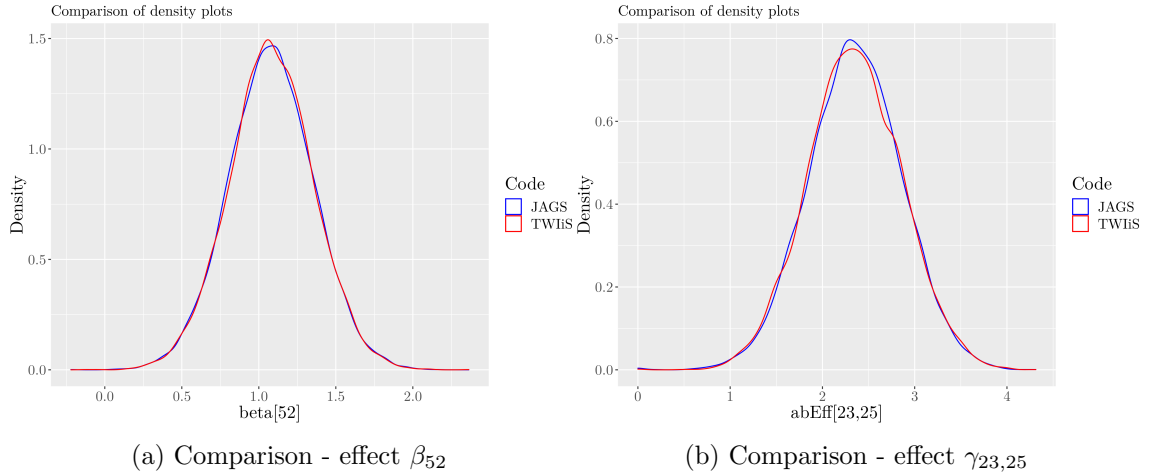 Comparison of density plots
1.5
1.0
0.5
0.0
Density
0.0 0.5 1.0 1.5 2.0
beta[52]
Code
JAGS
TWIiS
(a) Comparison - effect β₅₂
Comparison of density plots
0.8
0.6
0.4
0.2
0.0
Density
0 1 2 3 4
abEff[23,25]
Code
JAGS
TWIiS
(b) Comparison - effect γ₂₃,₂₅